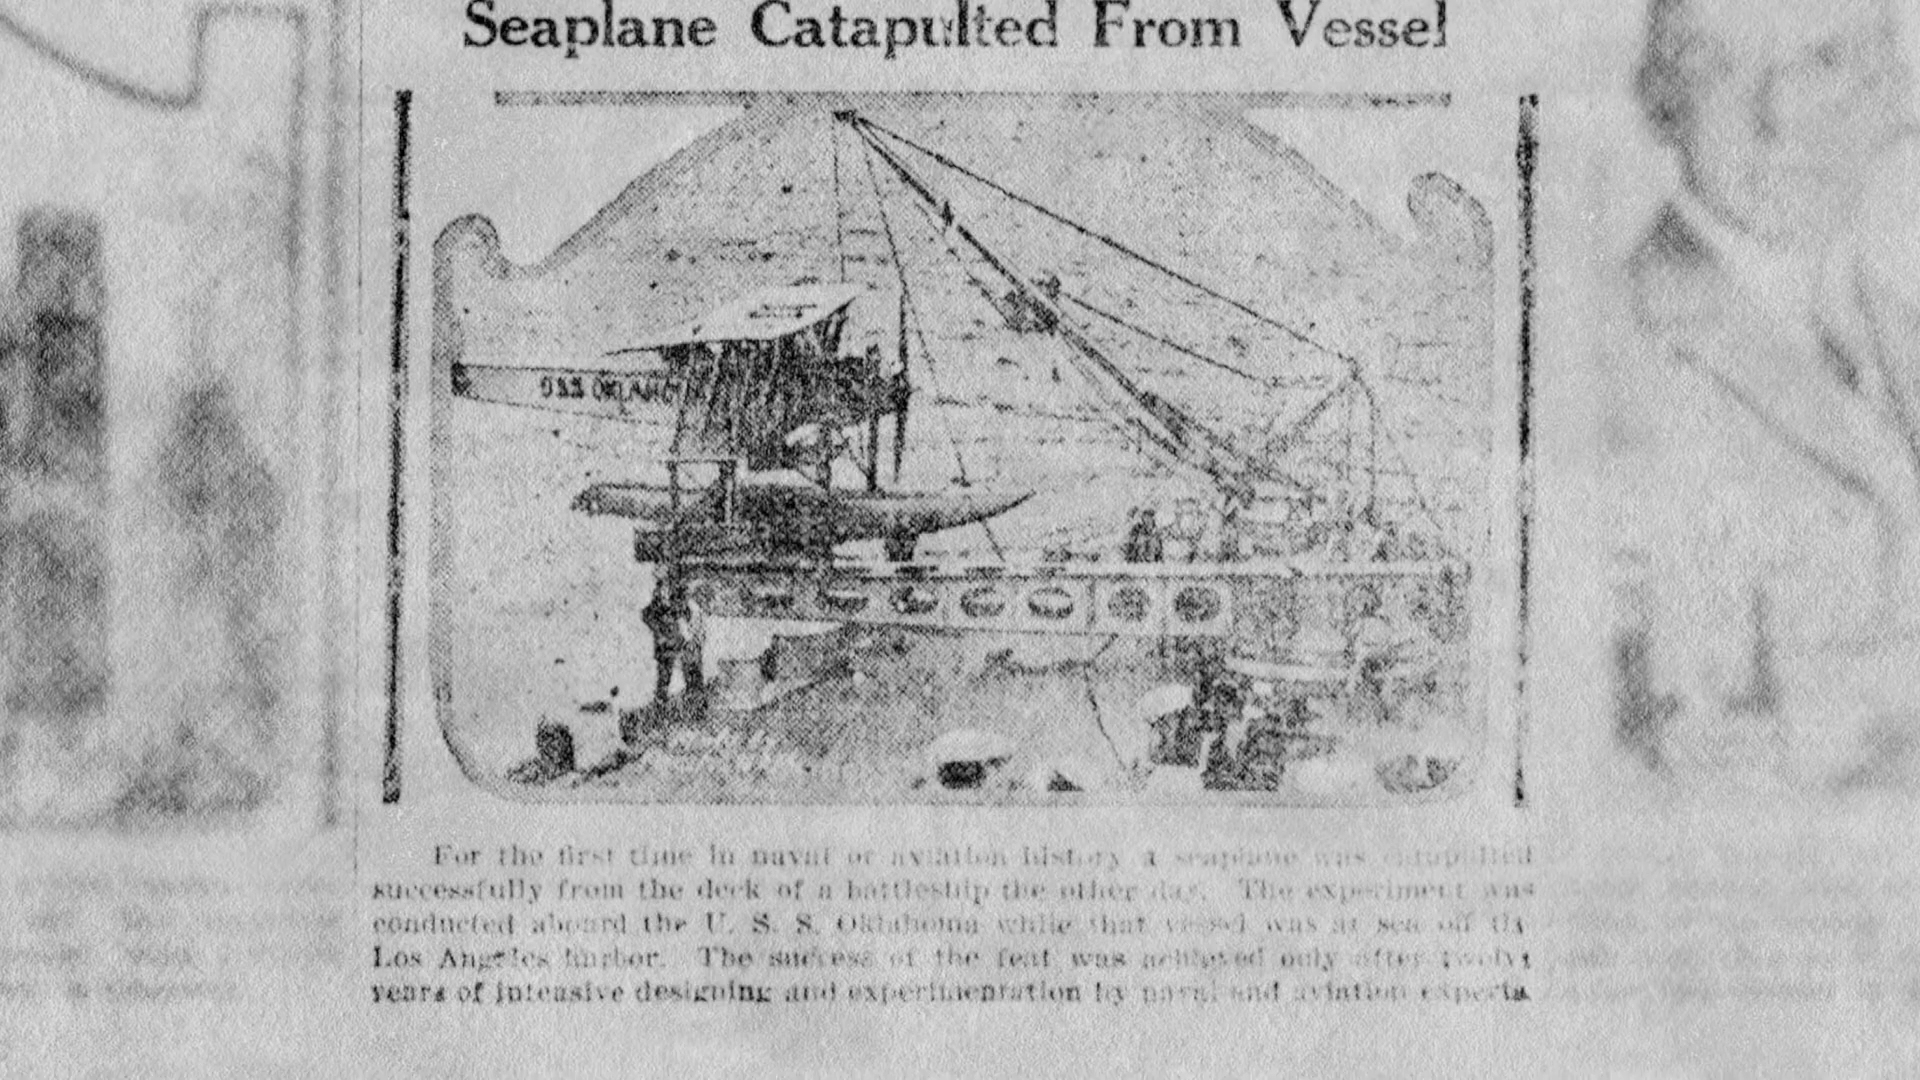 Seaplane Catapulted From Vessel
U.S.S. OKLAHOMA
For the first time in naval or aviation history a seaplane was catapulted
successfully from the deck of a battleship the other day. The experiment was
conducted aboard the U. S. S. Oklahoma while that vessel was at sea off the
Los Angeles harbor. The success of the feat was achieved only after twelve
years of intensive designing and experimentation by naval and aviation experts